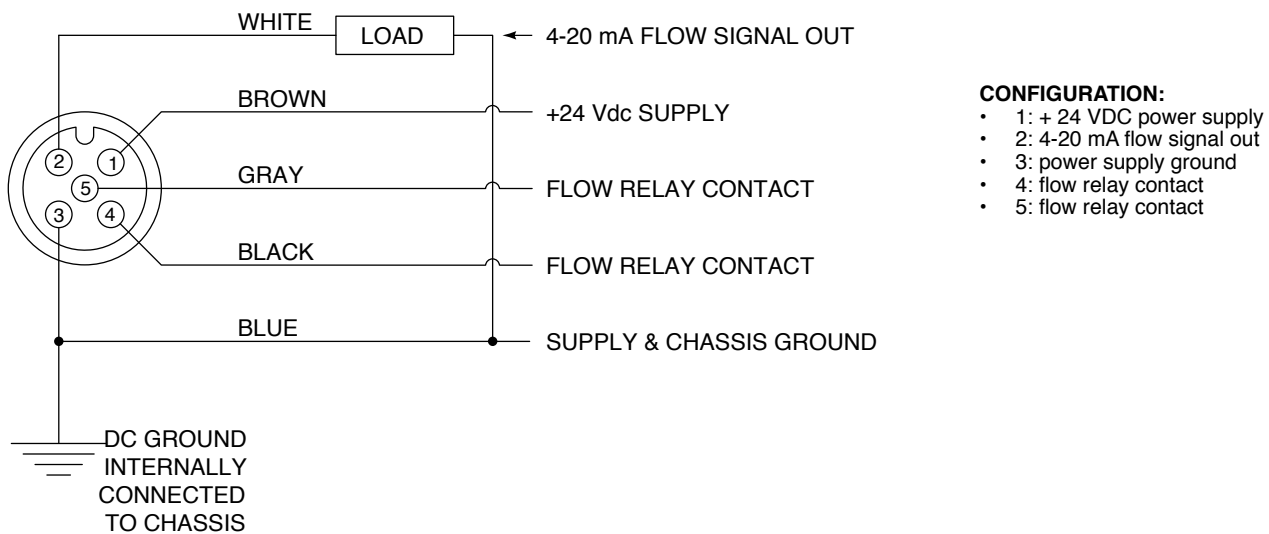 WHITE
LOAD
4-20 mA FLOW SIGNAL OUT
BROWN
+24 Vdc SUPPLY
2
1
5
3
4
GRAY
FLOW RELAY CONTACT
BLACK
FLOW RELAY CONTACT
BLUE
SUPPLY & CHASSIS GROUND
DC GROUND
INTERNALLY
CONNECTED
TO CHASSIS
CONFIGURATION:
• 1: + 24 VDC power supply
• 2: 4-20 mA flow signal out
• 3: power supply ground
• 4: flow relay contact
• 5: flow relay contact